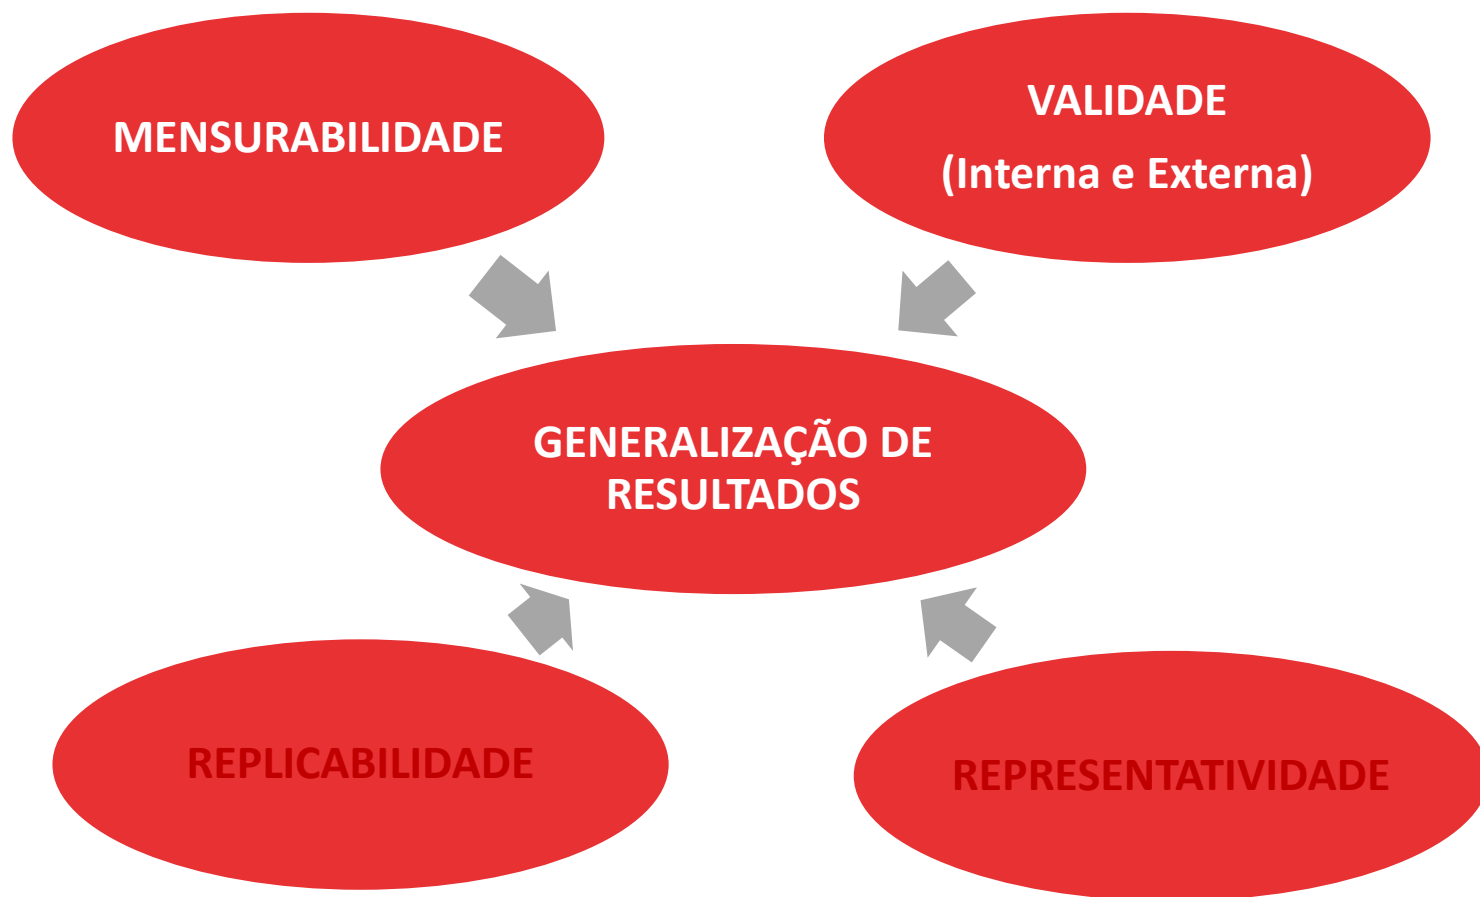 MENSURABILIDADE
VALIDADE
(Interna e Externa)
GENERALIZAÇÃO DE
RESULTADOS
REPLICABILIDADE
REPRESENTATIVIDADE